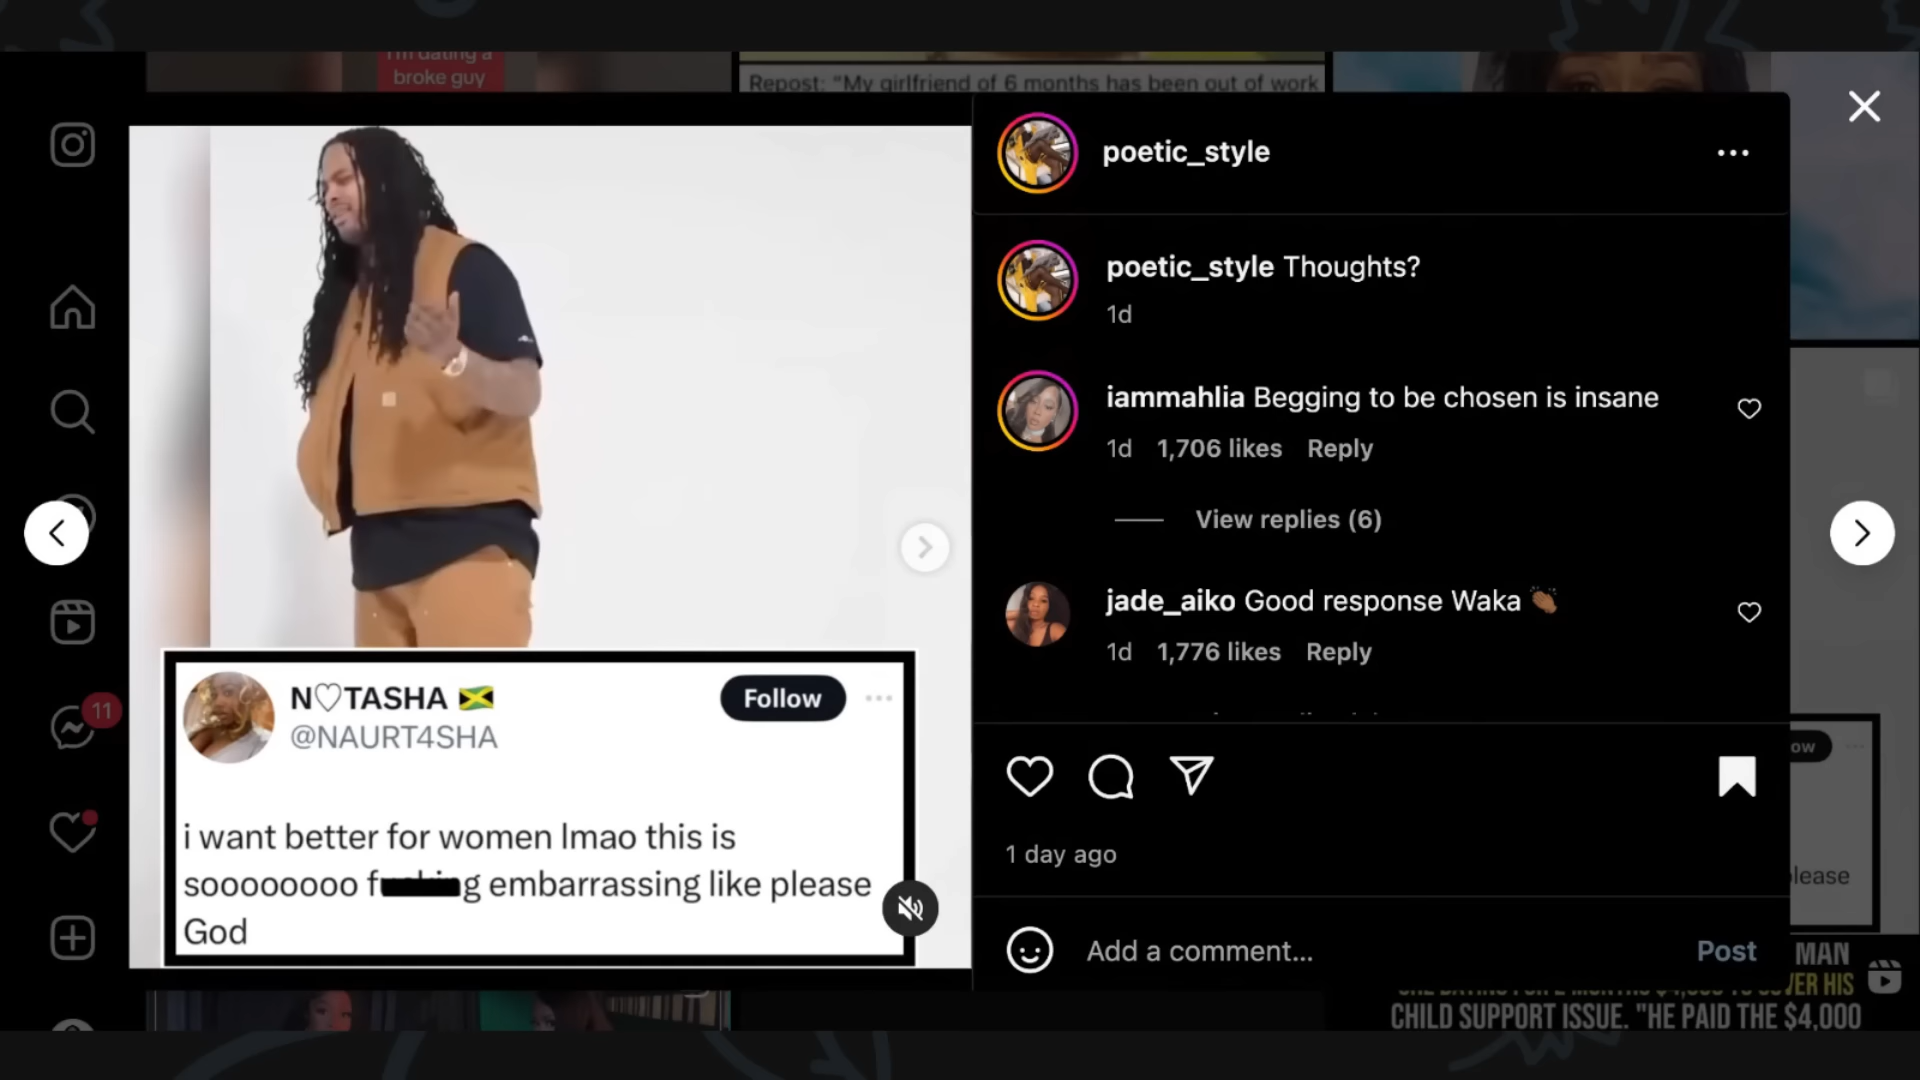 I'm dating a
broke guy
Repost: "My girlfriend of 6 months has been out of work
poetic_style
poetic_style Thoughts?
1d
iammahlia Begging to be chosen is insane
1d 1,706 likes Reply
View replies (6)
jade_aiko Good response Waka
1d 1,776 likes Reply
11
N♡TASHA
@NAURT4SHA
Follow
i want better for women lmao this is
soooooooo f g embarrassing like please
God
1 day ago
Add a comment...
Post
ow
lease
MAN
VER HIS
CHILD SUPPORT ISSUE. "HE PAID THE $4,000